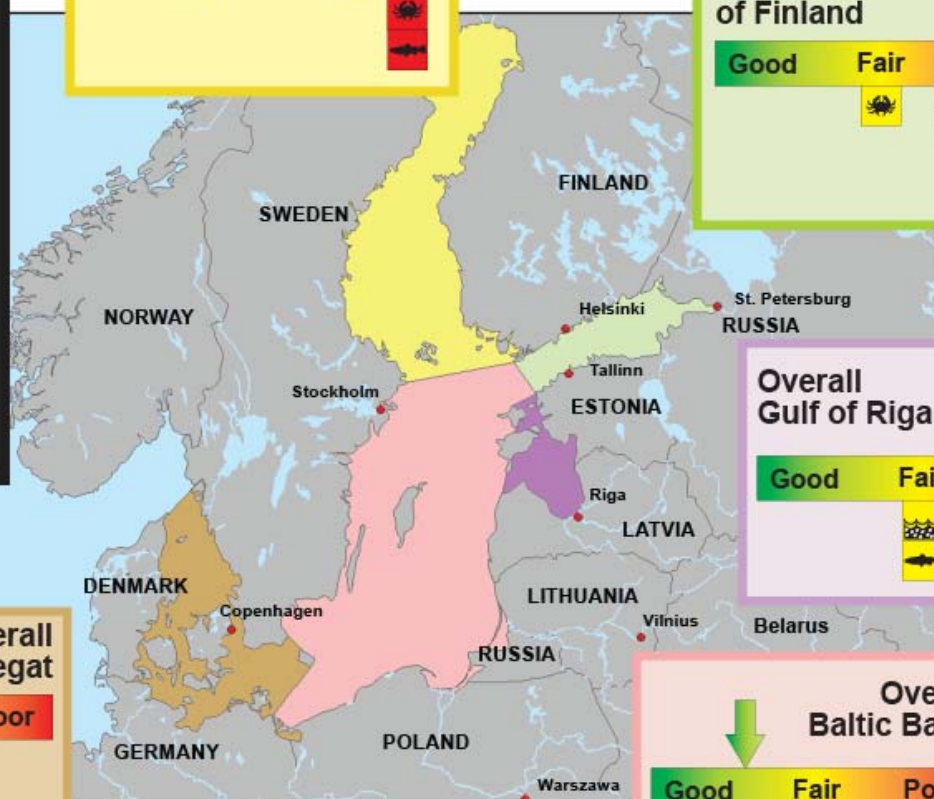 of Finland
Good Fair
FINLAND
SWEDEN
NORWAY
Helsinki
St. Petersburg
RUSSIA
Tallinn
Stockholm
ESTONIA
Overall
Gulf of Riga
Good
Riga
LATVIA
DENMARK
Copenhagen
LITHUANIA
Vilnius
Belarus
RUSSIA
GERMANY
POLAND
Warszawa
Baltic
Good Fair